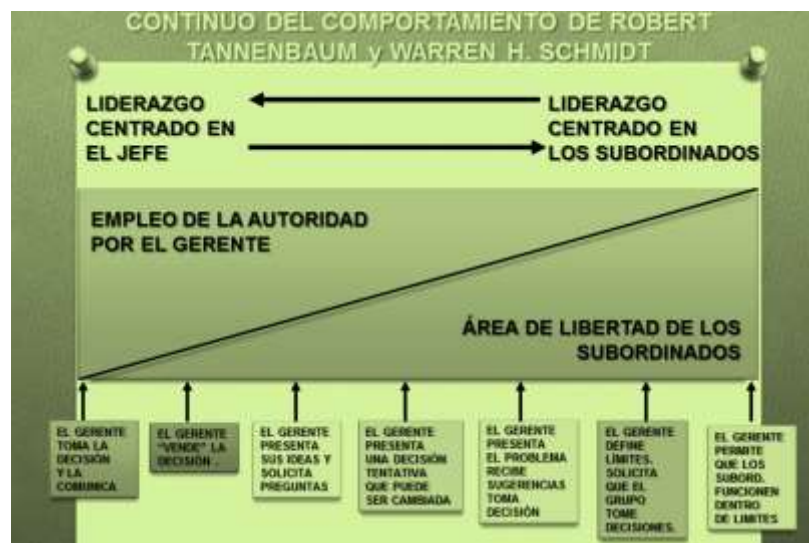 CONTINUO DEL COMPORTAMIENTO DE ROBERT
TANNENBAUM y WARREN H. SCHMIDT
LIDERAZGO
CENTRADO EN
EL JEFE
LIDERAZGO
CENTRADO EN
LOS SUBORDINADOS
EMPLEO DE LA AUTORIDAD
POR EL GERENTE
ÁREA DE LIBERTAD DE LOS
SUBORDINADOS
EL GERENTE
TOMA LA
DECISIÓN
Y LA
COMUNICA
EL GERENTE
"VENDE" LA
DECISIÓN .
EL GERENTE
PRESENTA
SUS IDEAS Y
SOLICITA
PREGUNTAS
EL GERENTE
PRESENTA
UNA DECISIÓN
TENTATIVA
QUE PUEDE
SER CAMBIADA
EL GERENTE
PRESENTA
EL PROBLEMA
RECIBE
SUGERENCIAS
TOMA
DECISIÓN
EL GERENTE
DEFINE
LÍMITES.
SOLICITA
QUE EL
GRUPO
TOME
DECISIONES.
EL GERENTE
PERMITE
QUE LOS
SUBORD.
FUNCIONEN
DENTRO
DE LIMITES